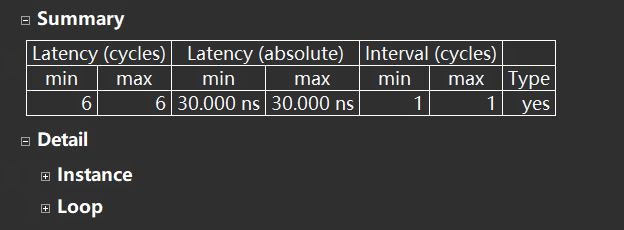 Summary
Latency (cycles) Latency (absolute) Interval (cycles)
min max min max min max Type
6 6 30.000 ns 30.000 ns 1 1 yes
Detail
Instance
Loop